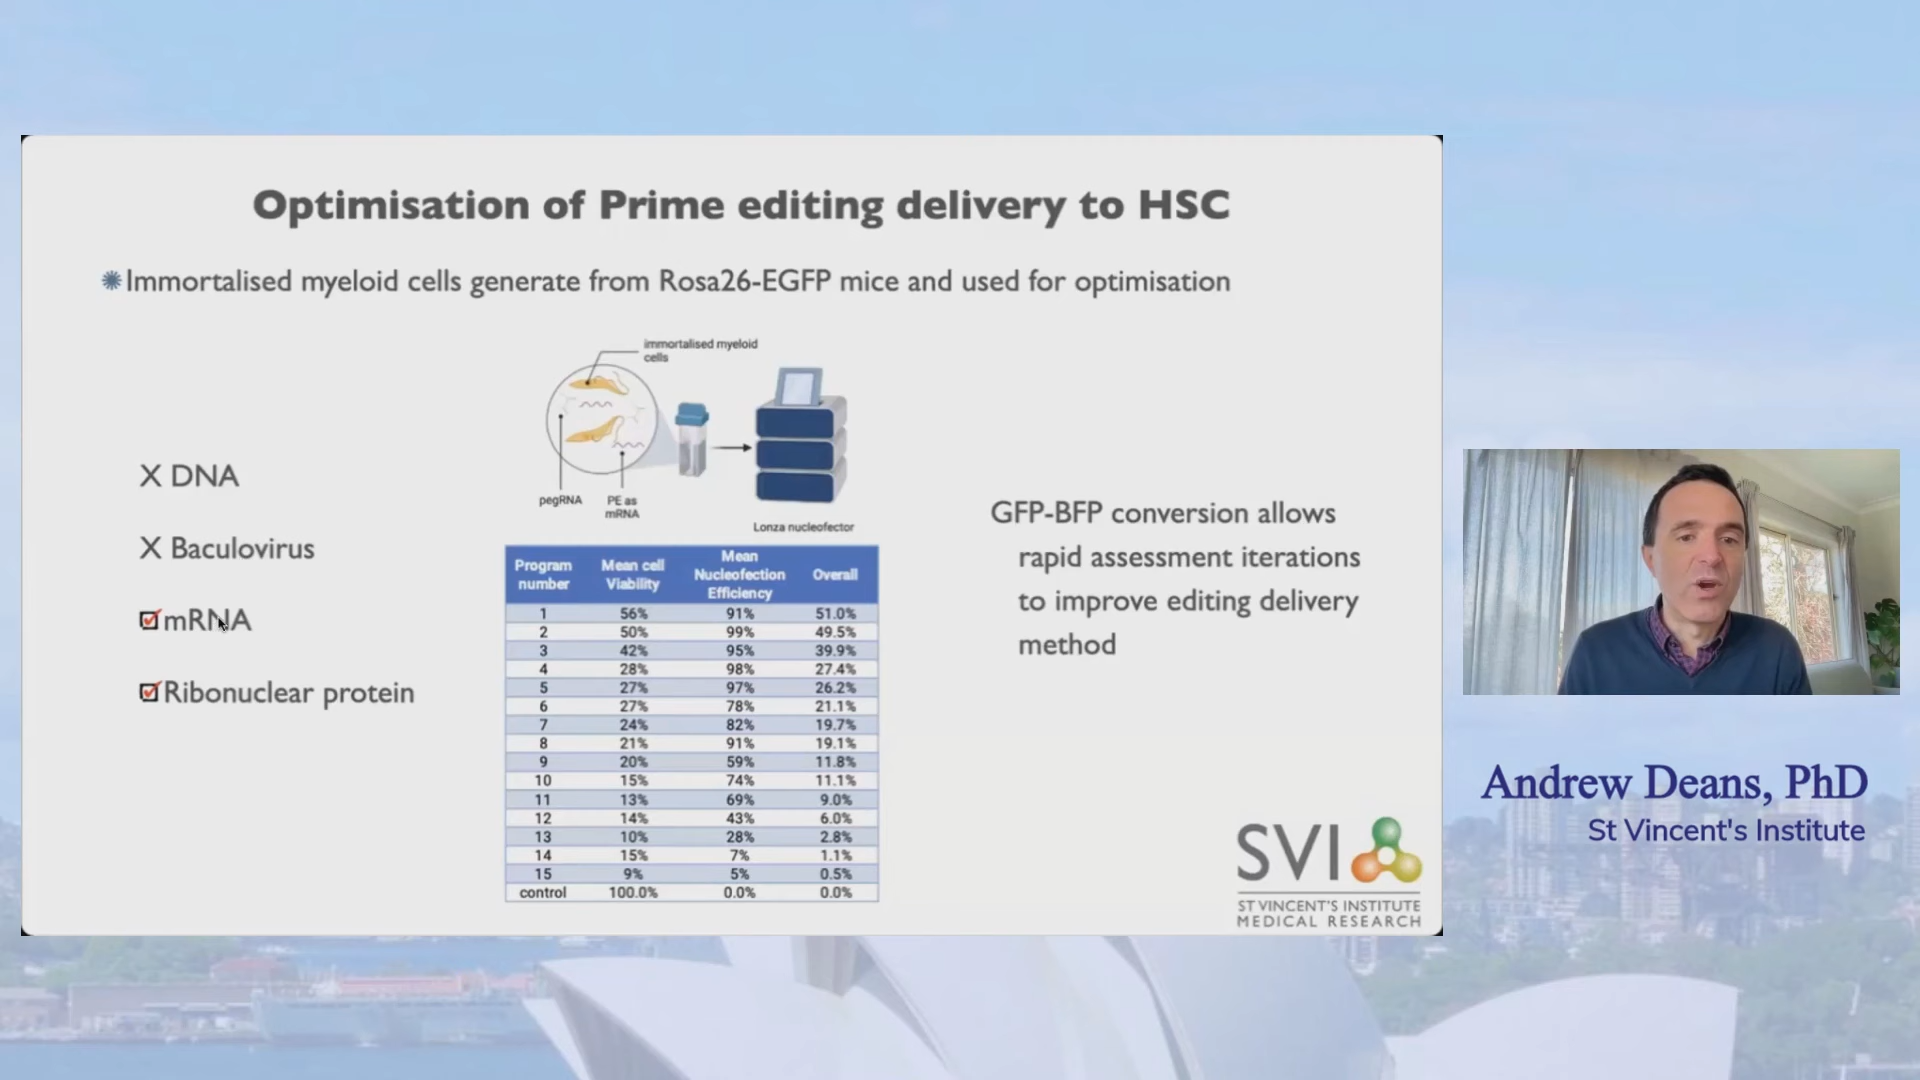 Optimisation of Prime editing delivery to HSC
Immortalised myeloid cells generate from Rosa26-EGFP mice and used for optimisation
X DNA
X Baculovirus
mRNA
Ribonuclear protein
immortalised myeloid
cells
pegRNA
PE as
mRNA
Lonza nucleofector
Program number Mean cell Viability Mean Nucleofection Efficiency Overall
1 56% 91% 51.0%
2 50% 99% 49.5%
3 42% 95% 39.9%
4 28% 98% 27.4%
5 27% 97% 26.2%
6 27% 78% 21.1%
7 24% 82% 19.7%
8 21% 91% 19.1%
9 20% 59% 11.8%
10 15% 74% 11.1%
11 13% 69% 9.0%
12 14% 43% 6.0%
13 10% 28% 2.8%
14 15% 7% 1.1%
15 9% 5% 0.5%
control 100.0% 0.0% 0.0%
GFP-BFP conversion allows
rapid assessment iterations
to improve editing delivery
method
SVI
ST VINCENT'S INSTITUTE
MEDICAL RESEARCH
Andrew Deans, PhD
St Vincent's Institute